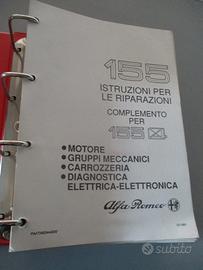 155
ISTRUZIONI PER
LE RIPARAZIONI
COMPLEMENTO
PER
155
• MOTORE
• GRUPPI MECCANICI
• CARROZZERIA
• DIAGNOSTICA
ELETTRICA-ELETTRONICA
Alfa Romeo
subito